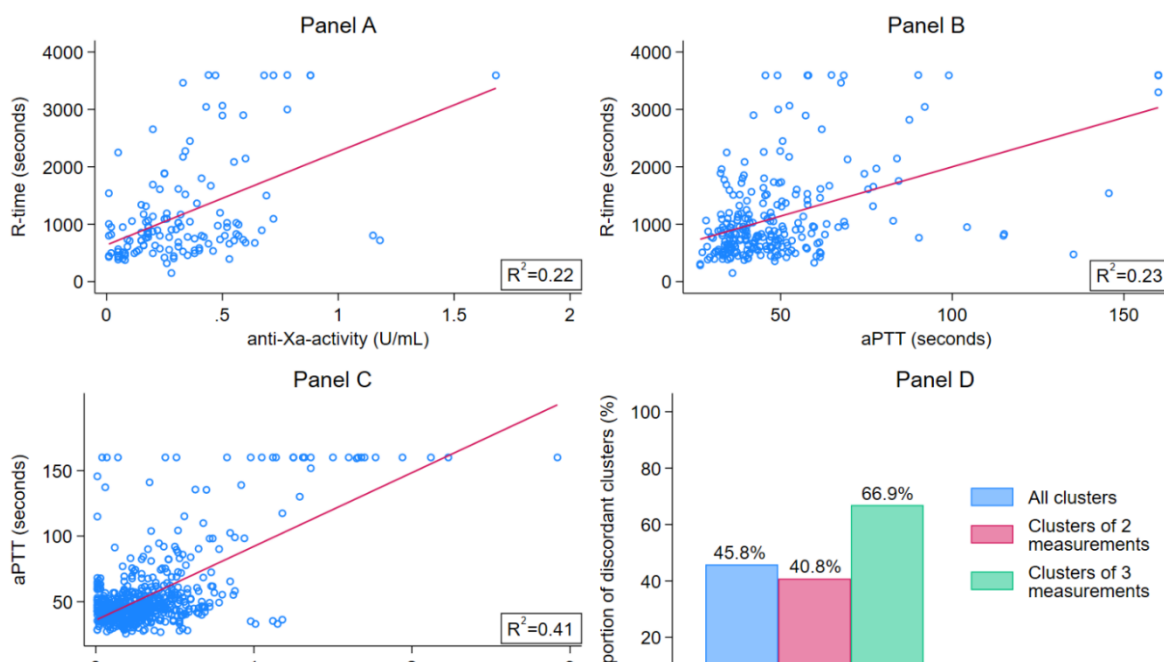 Panel A
4000
3000
2000
1000
0
R-time (seconds)
R²=0.22
0 .5 1 1.5 2
anti-Xa-activity (U/mL)
Panel B
4000
3000
2000
1000
0
R-time (seconds)
R²=0.23
50 100 150
aPTT (seconds)
Panel C
150
100
50
aPTT (seconds)
R²=0.41
Panel D
100
80
60
40
20
of discordant clusters (%)
45.8%
40.8%
66.9%
All clusters
Clusters of 2
measurements
Clusters of 3
measurements